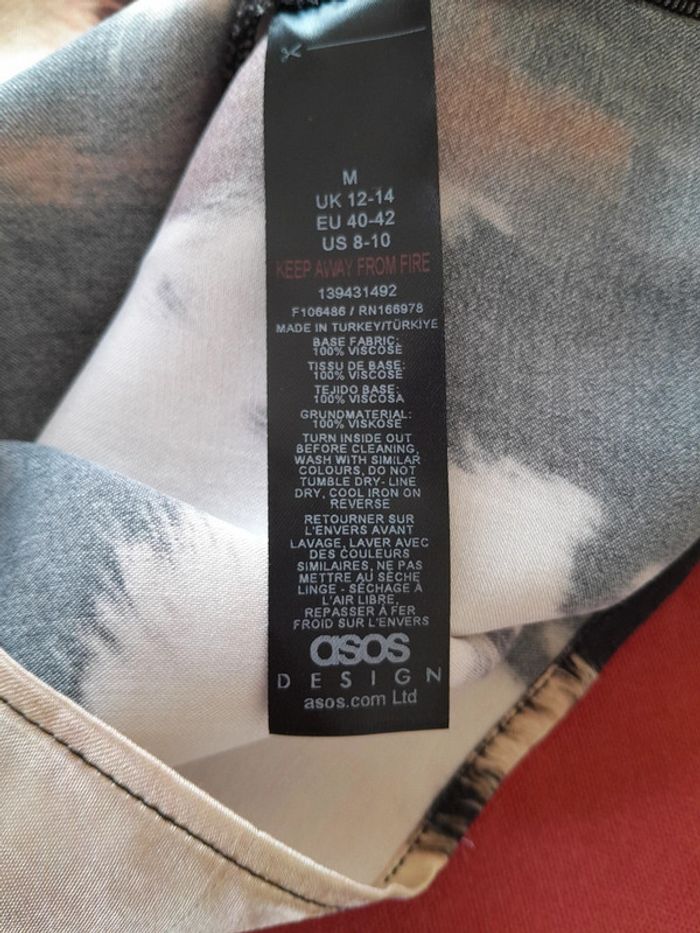 M
UK 12-14
EU 40-42
US 8-10
KEEP AWAY FROM FIRE
139431492
F106486 / RN166978
MADE IN TURKEY/TÜRKİYE
BASE FABRIC:
100% VISCOSE
TISSU DE BASE:
100% VISCOSE
TEJIDO BASE:
100% VISCOSA
GRUNDMATERIAL:
100% VISKOSE
TURN INSIDE OUT
BEFORE CLEANING,
WASH WITH SIMILAR
COLOURS, DO NOT
TUMBLE DRY- LINE
DRY, COOL IRON ON
REVERSE
RETOURNER SUR
L'ENVERS AVANT
LAVAGE, LAVER AVEC
DES COULEURS
SIMILAIRES, NE PAS
METTRE AU SÈCHE
LINGE - SÉCHAGE À
L'AIR LIBRE,
REPASSER À FER
FROID SUR L'ENVERS
asos
DESIGN
asos.com Ltd